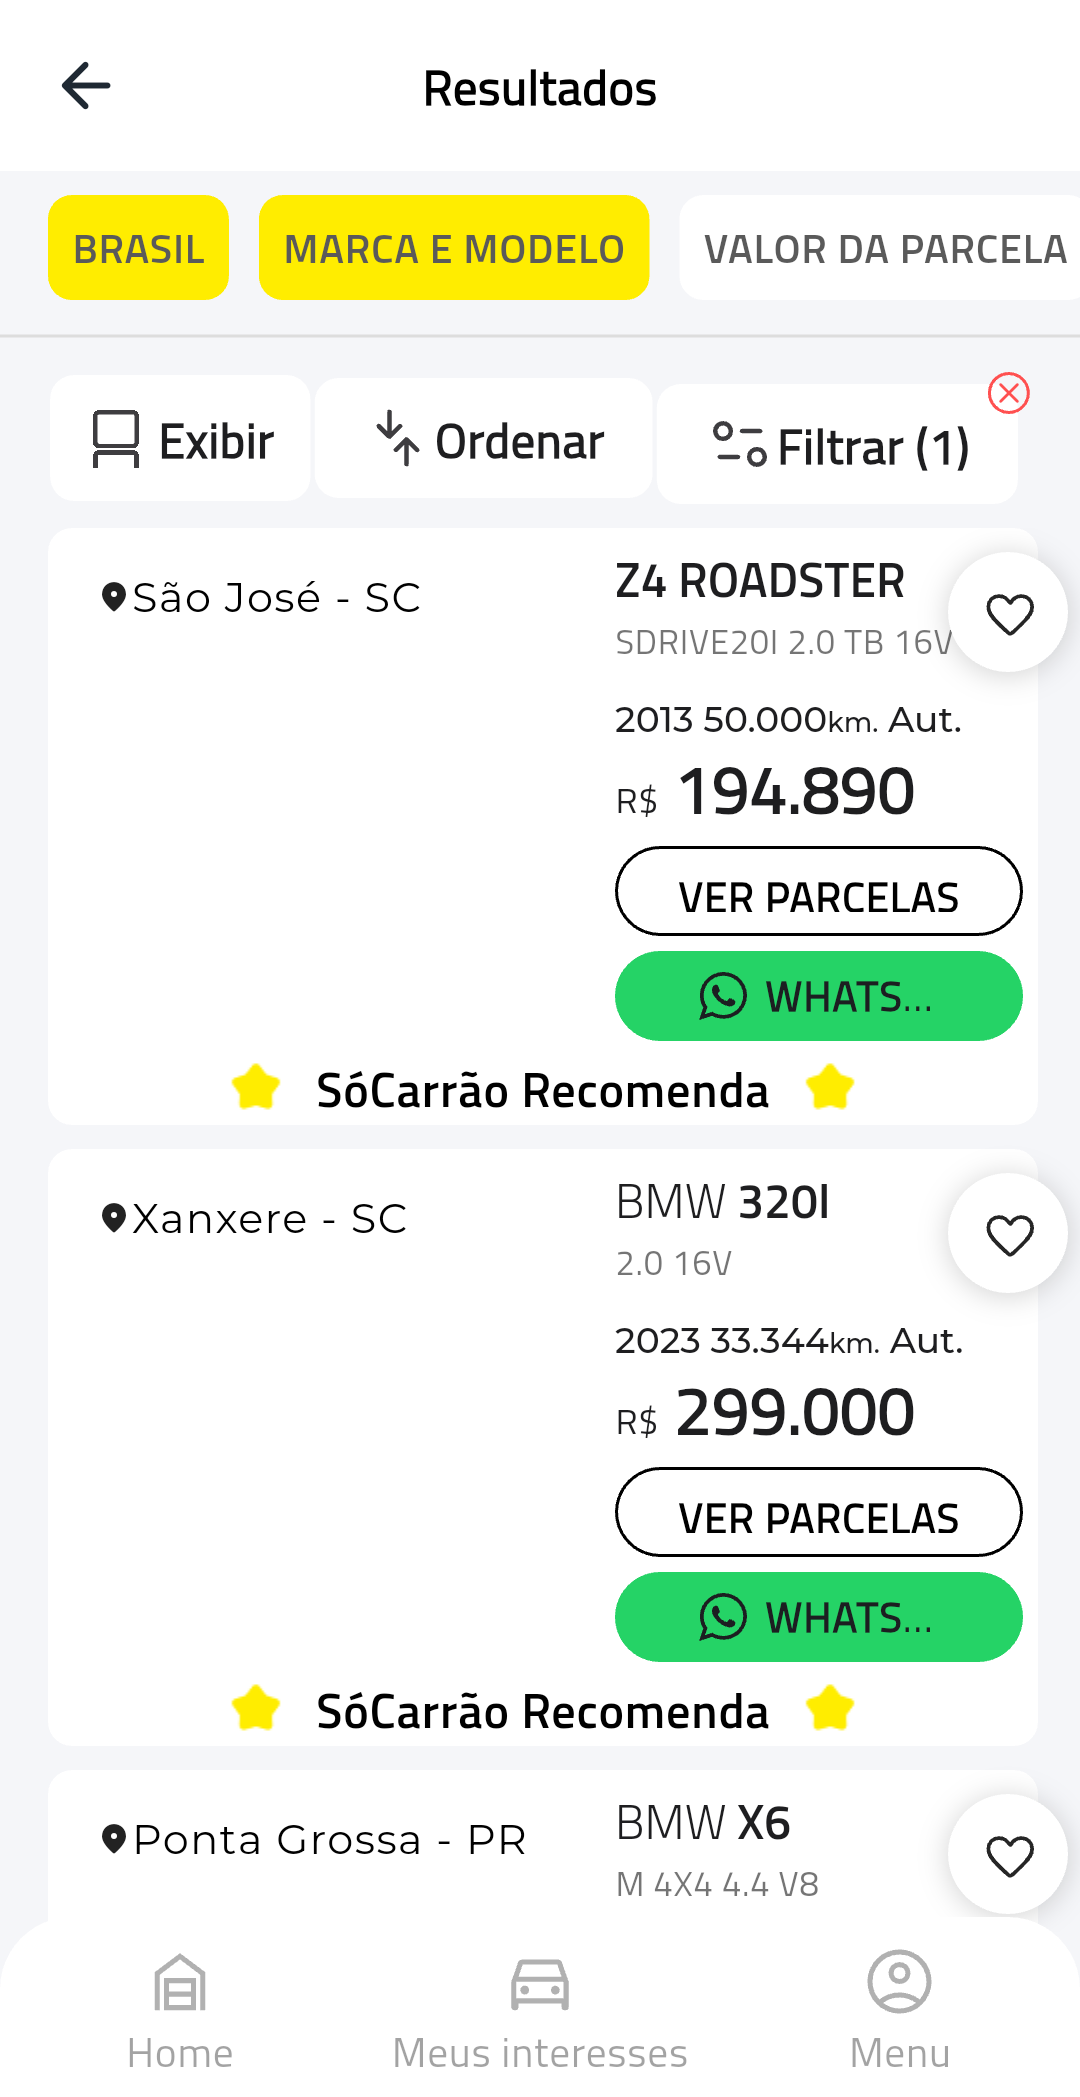 Resultados
BRASIL
MARCA E MODELO
VALOR DA PARCELA
Exibir
Ordenar
Filtrar (1)
São José - SC
Z4 ROADSTER
SDRIVE20I 2.0 TB 16V
2013 50.000km. Aut.
R$ 194.890
VER PARCELAS
WHATS...
SóCarrão Recomenda
Xanxere - SC
BMW 320I
2.0 16V
2023 33.344km. Aut.
R$ 299.000
VER PARCELAS
WHATS...
SóCarrão Recomenda
Ponta Grossa - PR
BMW X6
M 4X4 4.4 V8
Home
Meus interesses
Menu